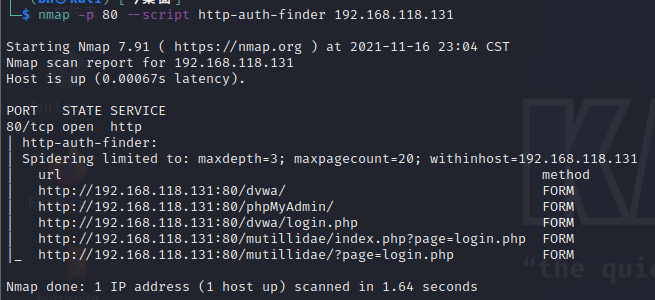 (bh㉿kali)-[~/桌面]
└─$ nmap -p 80 --script http-auth-finder 192.168.118.131
Starting Nmap 7.91 ( https://nmap.org ) at 2021-11-16 23:04 CST
Nmap scan report for 192.168.118.131
Host is up (0.00067s latency).
PORT   STATE SERVICE
80/tcp open  http
| http-auth-finder:
| Spidering limited to: maxdepth=3; maxpagecount=20; withinhost=192.168.118.131
|   url                                                              method
|   http://192.168.118.131:80/dvwa/                                  FORM
|   http://192.168.118.131:80/phpMyAdmin/                            FORM
|   http://192.168.118.131:80/dvwa/login.php                         FORM
|   http://192.168.118.131:80/mutillidae/index.php?page=login.php  FORM
|_  http://192.168.118.131:80/mutillidae/?page=login.php           FORM
Nmap done: 1 IP address (1 host up) scanned in 1.64 seconds
"the quie